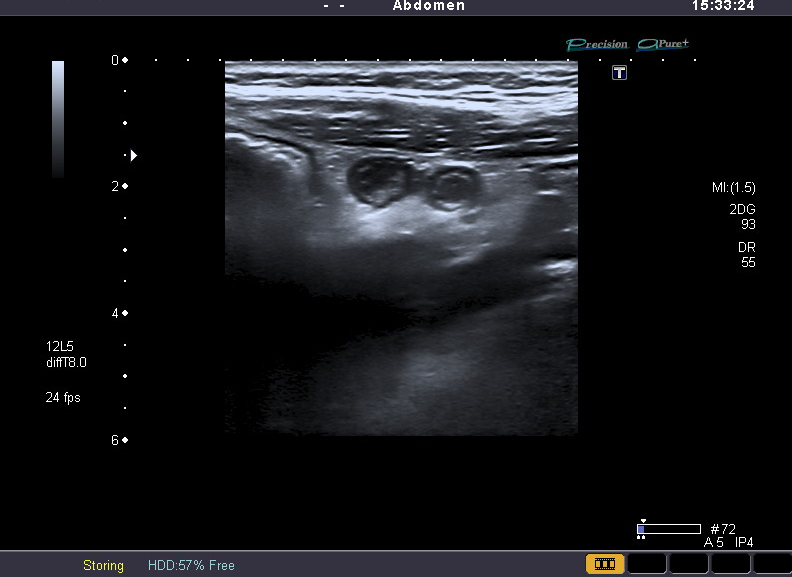 - - Abdomen 15:33:24
Precision APure+
T
0
2
4
6
MI:(1.5)
2DG
93
DR
55
12L5
diffT8.0
24 fps
#72
A 5 IP4
Storing HDD:57% Free